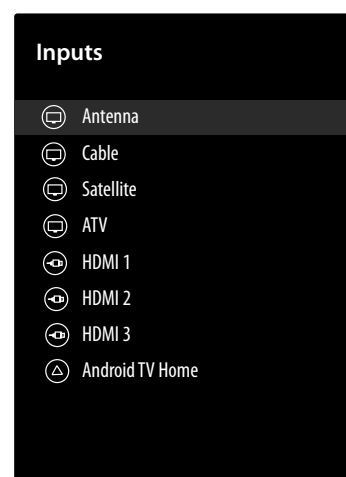 Inputs
Antenna
Cable
Satellite
ATV
HDMI 1
HDMI 2
HDMI 3
Android TV Home